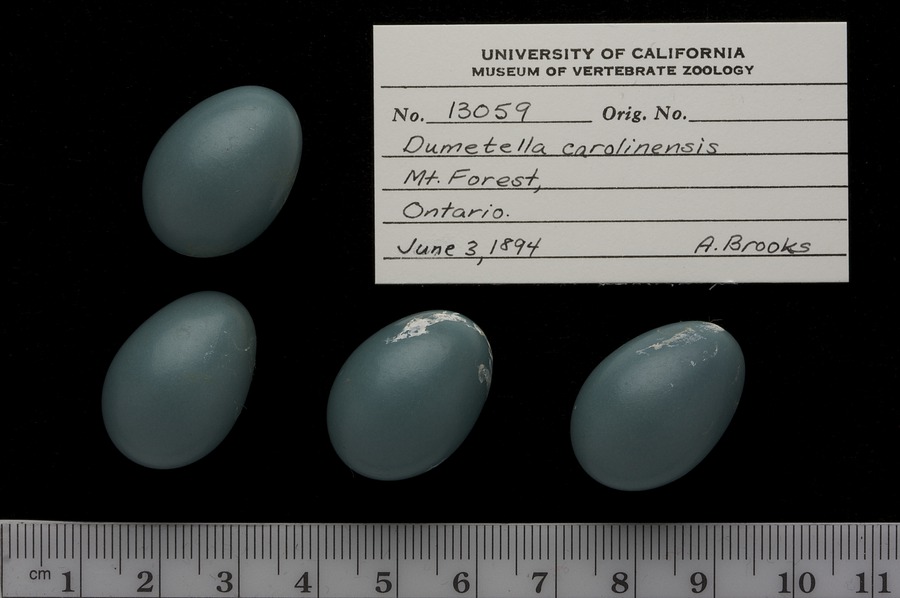 UNIVERSITY OF CALIFORNIA
MUSEUM OF VERTEBRATE ZOOLOGY
No. 13059 Orig. No.
Dumetella carolinensis
Mt. Forest,
Ontario.
June 3, 1894 A. Brooks
cm 1 2 3 4 5 6 7 8 9 10 11